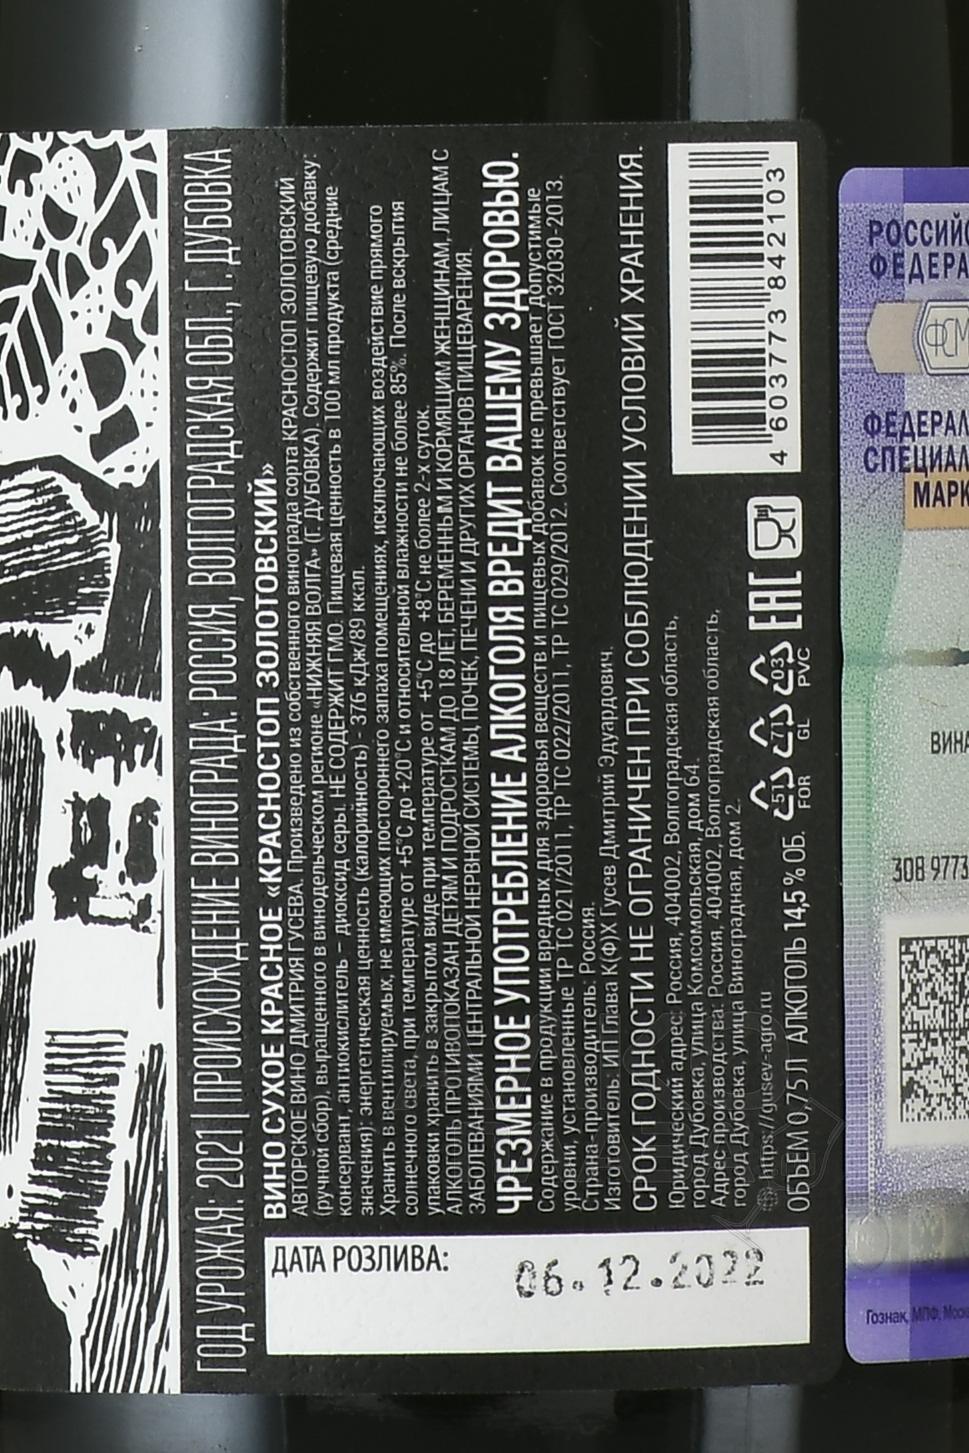 ГОД УРОЖАЯ: 2021 | ПРОИСХОЖДЕНИЕ ВИНОГРАДА: РОССИЯ, ВОЛГОГРАДСКАЯ ОБЛ., Г. ДУБОВКА
ВИНО СУХОЕ КРАСНОЕ «КРАСНОСТОП ЗОЛОТОВСКИЙ»
АВТОРСКОЕ ВИНО ДМИТРИЯ ГУСЕВА. Произведено из собственного винограда сорта КРАСНОСТОП ЗОЛОТОВСКИЙ
(ручной сбор), выращенного в винодельческом регионе «НИЖНЯЯ ВОЛГА» (Г. ДУБОВКА). Содержит пищевую добавку:
консервант, антиокислитель – диоксид серы. НЕ СОДЕРЖИТ ГМО. Пищевая ценность в 100 мл продукта (средние
значения): энергетическая ценность (калорийность) - 376 кДж/89 ккал.
Хранить в вентилируемых, не имеющих постороннего запаха помещениях, исключающих воздействие прямого
солнечного света, при температуре от +5°С до +20°С и относительной влажности не более 85%. После вскрытия
упаковки хранить в закрытом виде при температуре от +5°С до +8°С не более 2-х суток.
АЛКОГОЛЬ ПРОТИВОПОКАЗАН ДЕТЯМ И ПОДРОСТКАМ ДО 18 ЛЕТ, БЕРЕМЕННЫМ И КОРМЯЩИМ ЖЕНЩИНАМ, ЛИЦАМ С
ЗАБОЛЕВАНИЯМИ ЦЕНТРАЛЬНОЙ НЕРВНОЙ СИСТЕМЫ, ПОЧЕК, ПЕЧЕНИ И ДРУГИХ ОРГАНОВ ПИЩЕВАРЕНИЯ.
ЧРЕЗМЕРНОЕ УПОТРЕБЛЕНИЕ АЛКОГОЛЯ ВРЕДИТ ВАШЕМУ ЗДОРОВЬЮ.
Содержание в продукции вредных для здоровья веществ и пищевых добавок не превышает допустимые
уровни, установленные ТР ТС 021/2011, ТР ТС 022/2011, ТР ТС 029/2012. Соответствует ГОСТ 32030-2013.
Страна-производитель: Россия.
Изготовитель: ИП Глава К(Ф)Х Гусев Дмитрий Эдуардович.
СРОК ГОДНОСТИ НЕ ОГРАНИЧЕН ПРИ СОБЛЮДЕНИИ УСЛОВИЙ ХРАНЕНИЯ.
Юридический адрес: Россия, 404002, Волгоградская область,
город Дубовка, улица Комсомольская, дом 64.
Адрес производства: Россия, 404002, Волгоградская область,
город Дубовка, улица Виноградная, дом 2.
https://gusev-agro.ru
ОБЪЕМ 0,75 Л АЛКОГОЛЬ 14,5 % ОБ.
51 71 03
FOR GL PVC
EAC
4 603773 842103
ДАТА РОЗЛИВА:
06.12.2022
РОССИЙС
ФЕДЕРА
ФСМ
ФЕДЕРАЛ
СПЕЦИАЛ
МАРК
ВИНА
308 9773
Гознак, МПФ, Моск